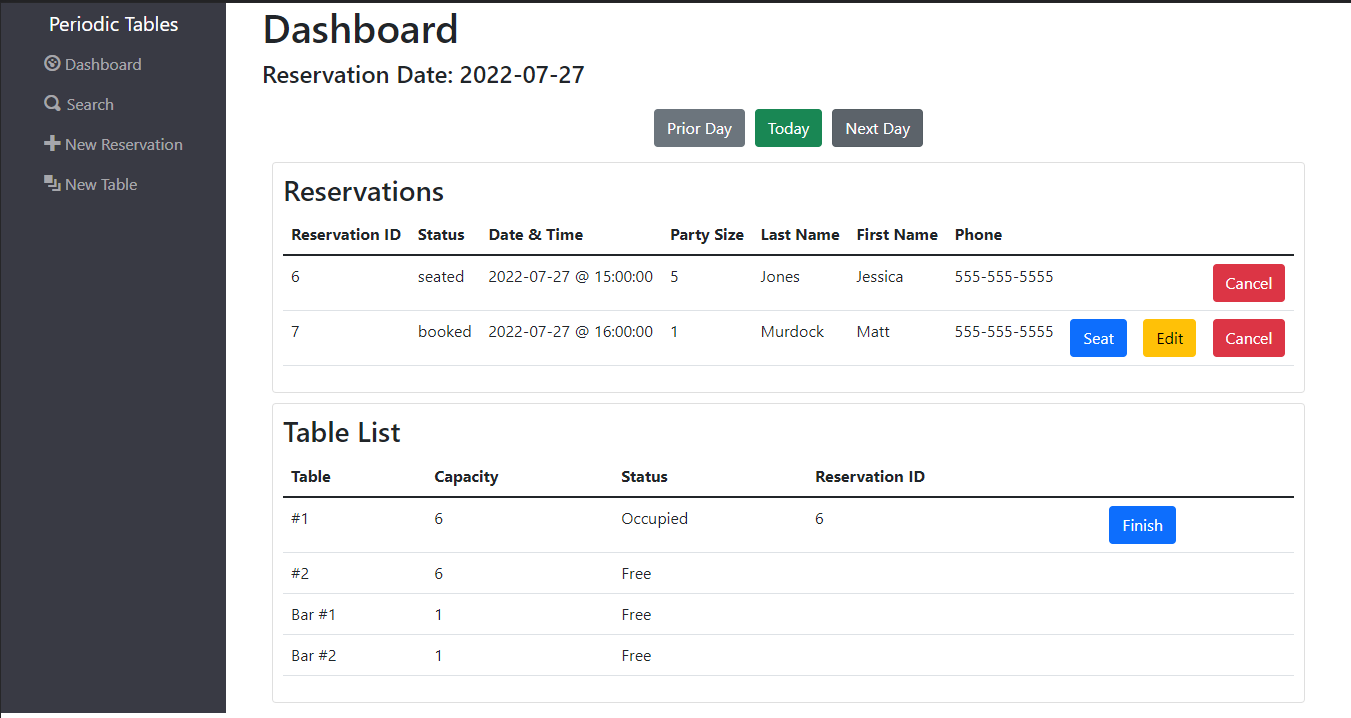 Periodic Tables
Dashboard
Search
New Reservation
New Table
Dashboard
Reservation Date: 2022-07-27
Prior Day Today Next Day
Reservations
Reservation ID Status Date & Time Party Size Last Name First Name Phone
6 seated 2022-07-27 @ 15:00:00 5 Jones Jessica 555-555-5555 Cancel
7 booked 2022-07-27 @ 16:00:00 1 Murdock Matt 555-555-5555 Seat Edit Cancel
Table List
Table Capacity Status Reservation ID
#1 6 Occupied 6 Finish
#2 6 Free
Bar #1 1 Free
Bar #2 1 Free